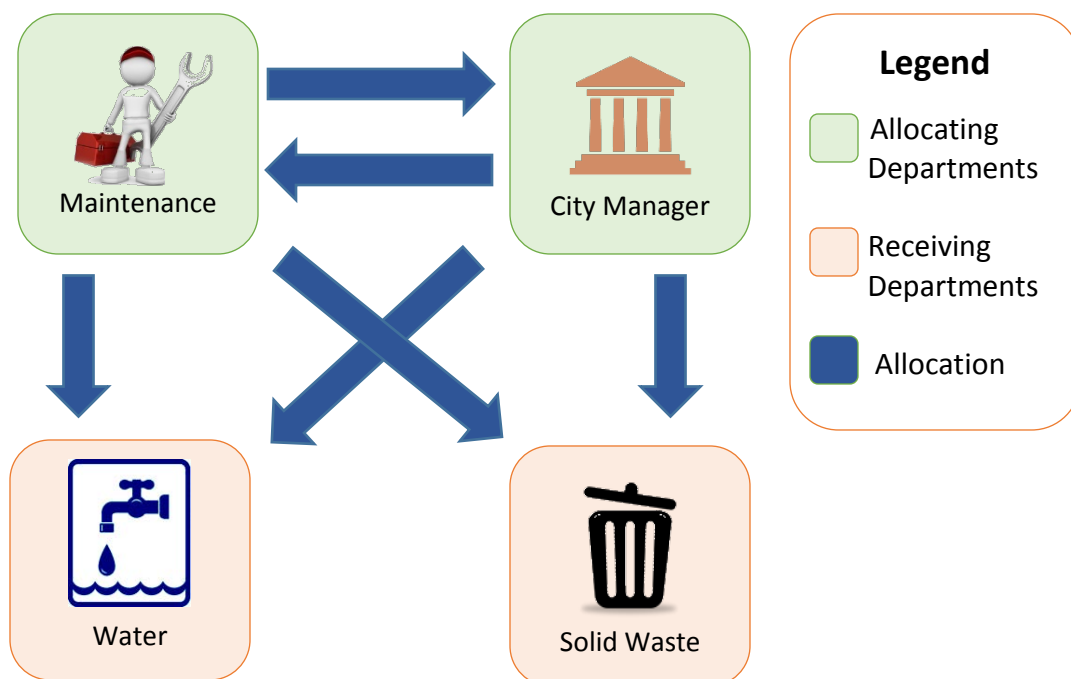 Maintenance
City Manager
Water
Solid Waste
Legend
Allocating
Departments
Receiving
Departments
Allocation